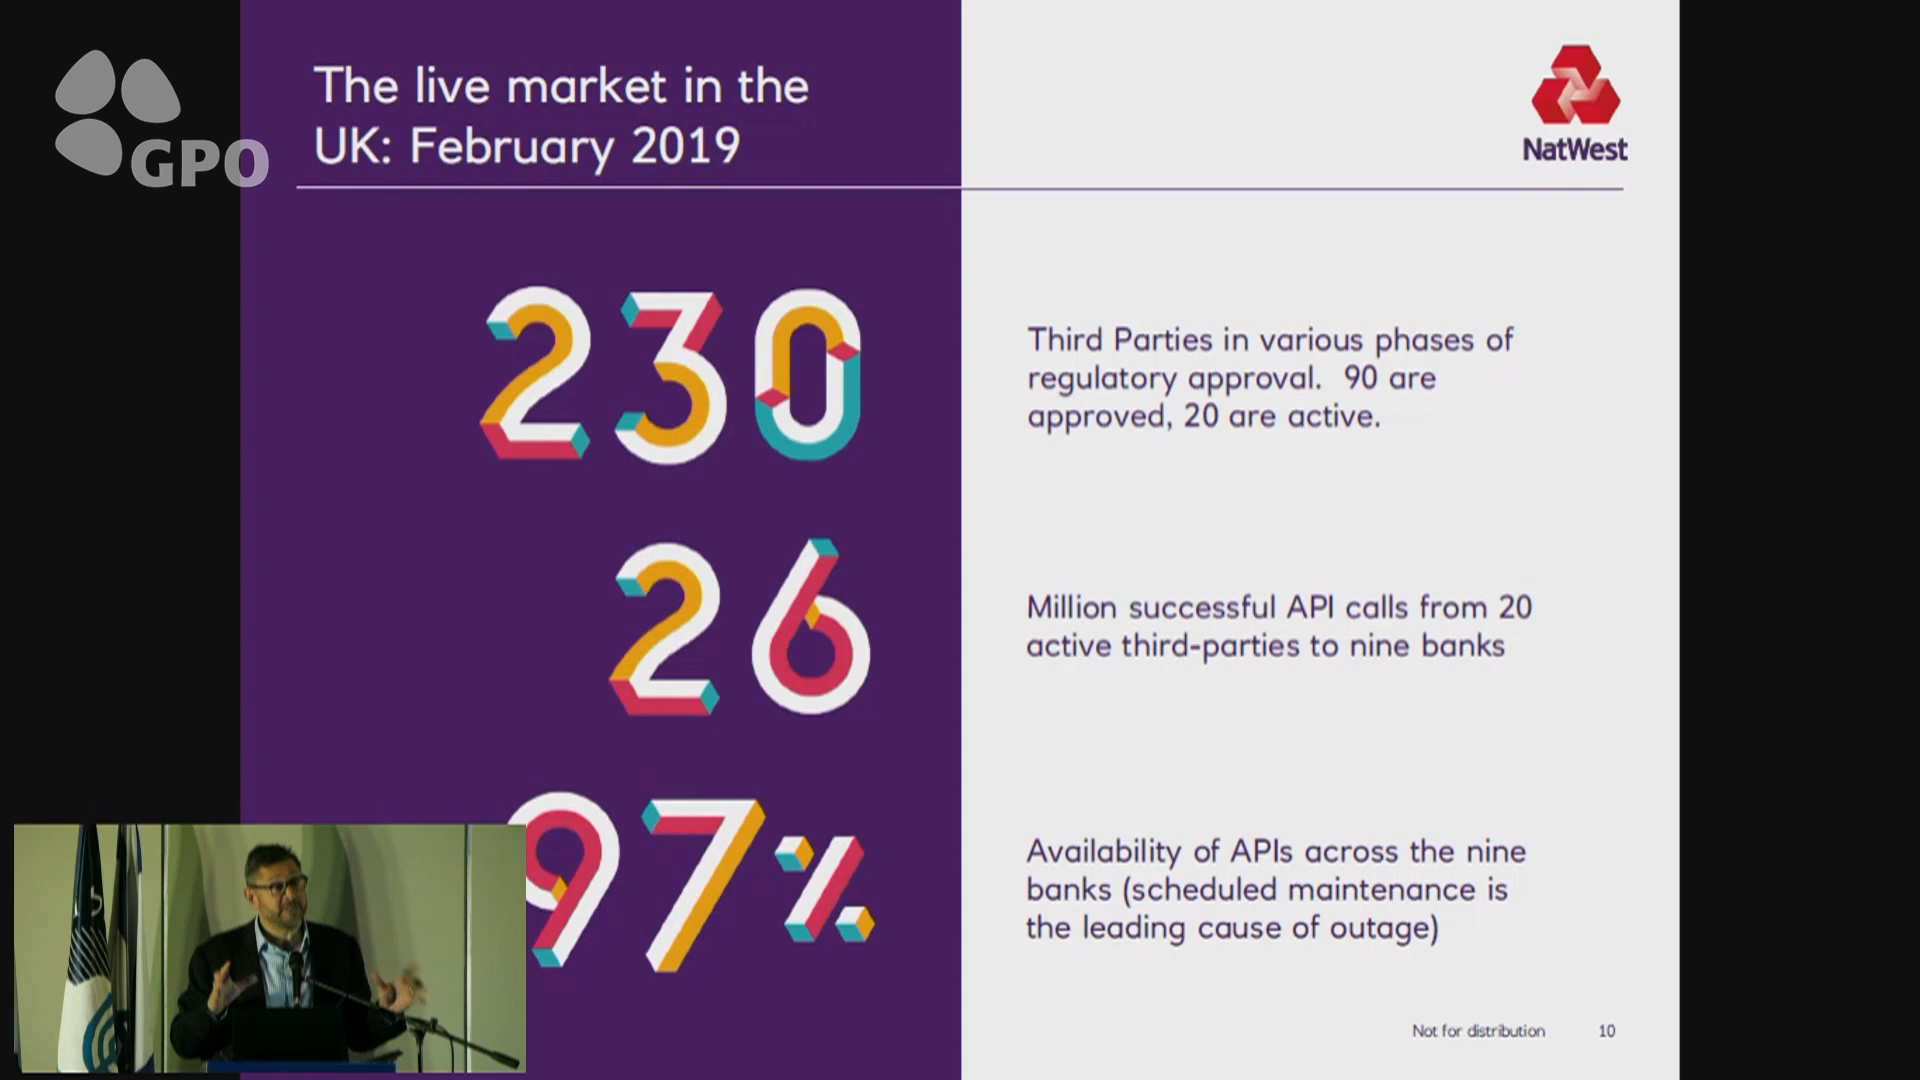 GPO
The live market in the
UK: February 2019
NatWest
230
Third Parties in various phases of
regulatory approval.  90 are
approved, 20 are active.
26
Million successful API calls from 20
active third-parties to nine banks
97%
Availability of APIs across the nine
banks (scheduled maintenance is
the leading cause of outage)
Not for distribution 10